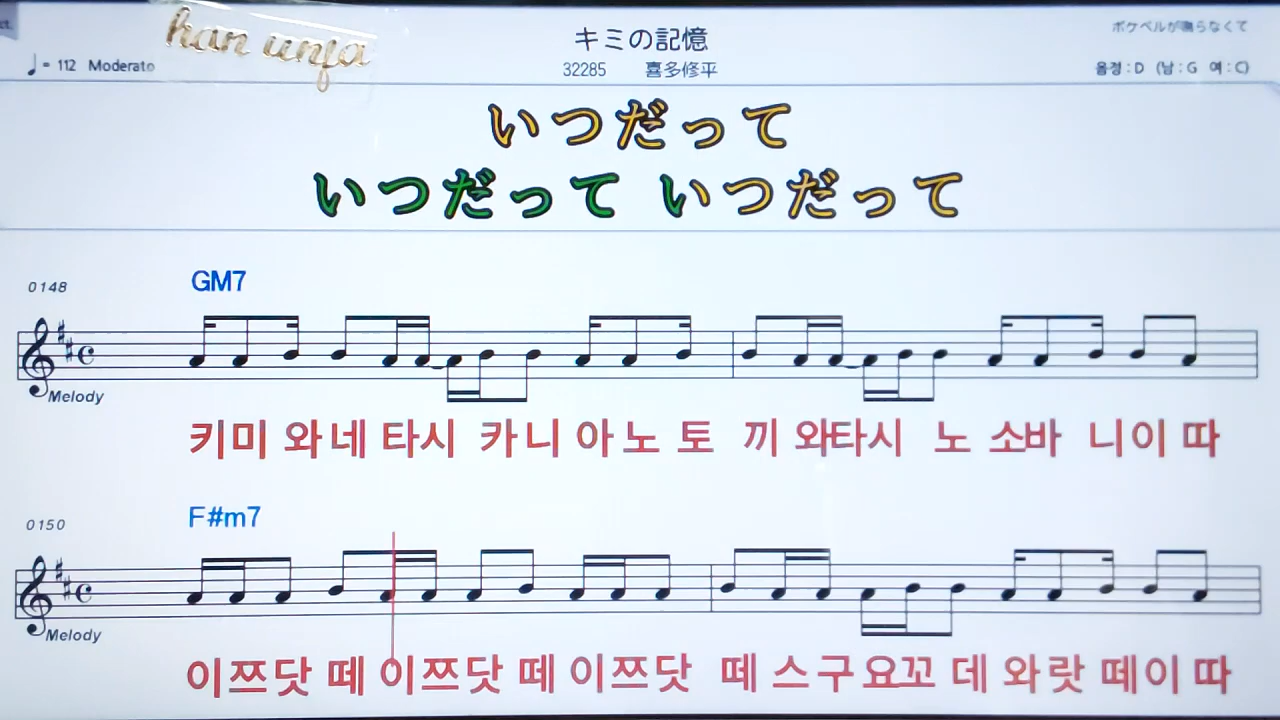 han unja
キミの記憶
ポケベルが鳴らなくて
♩= 112 Moderato
32285 喜多修平
음정 : D (남 : G 여 : C)
いつだって
いつだって いつだって
0148
GM7
Melody
키미 와네 타시 카니 아노 토 끼 와타시 노 소바 니이 따
0150
F#m7
Melody
이쯔닷 떼 이쯔닷 떼 이쯔닷 떼 스구요꼬 데 와랏 떼이 따